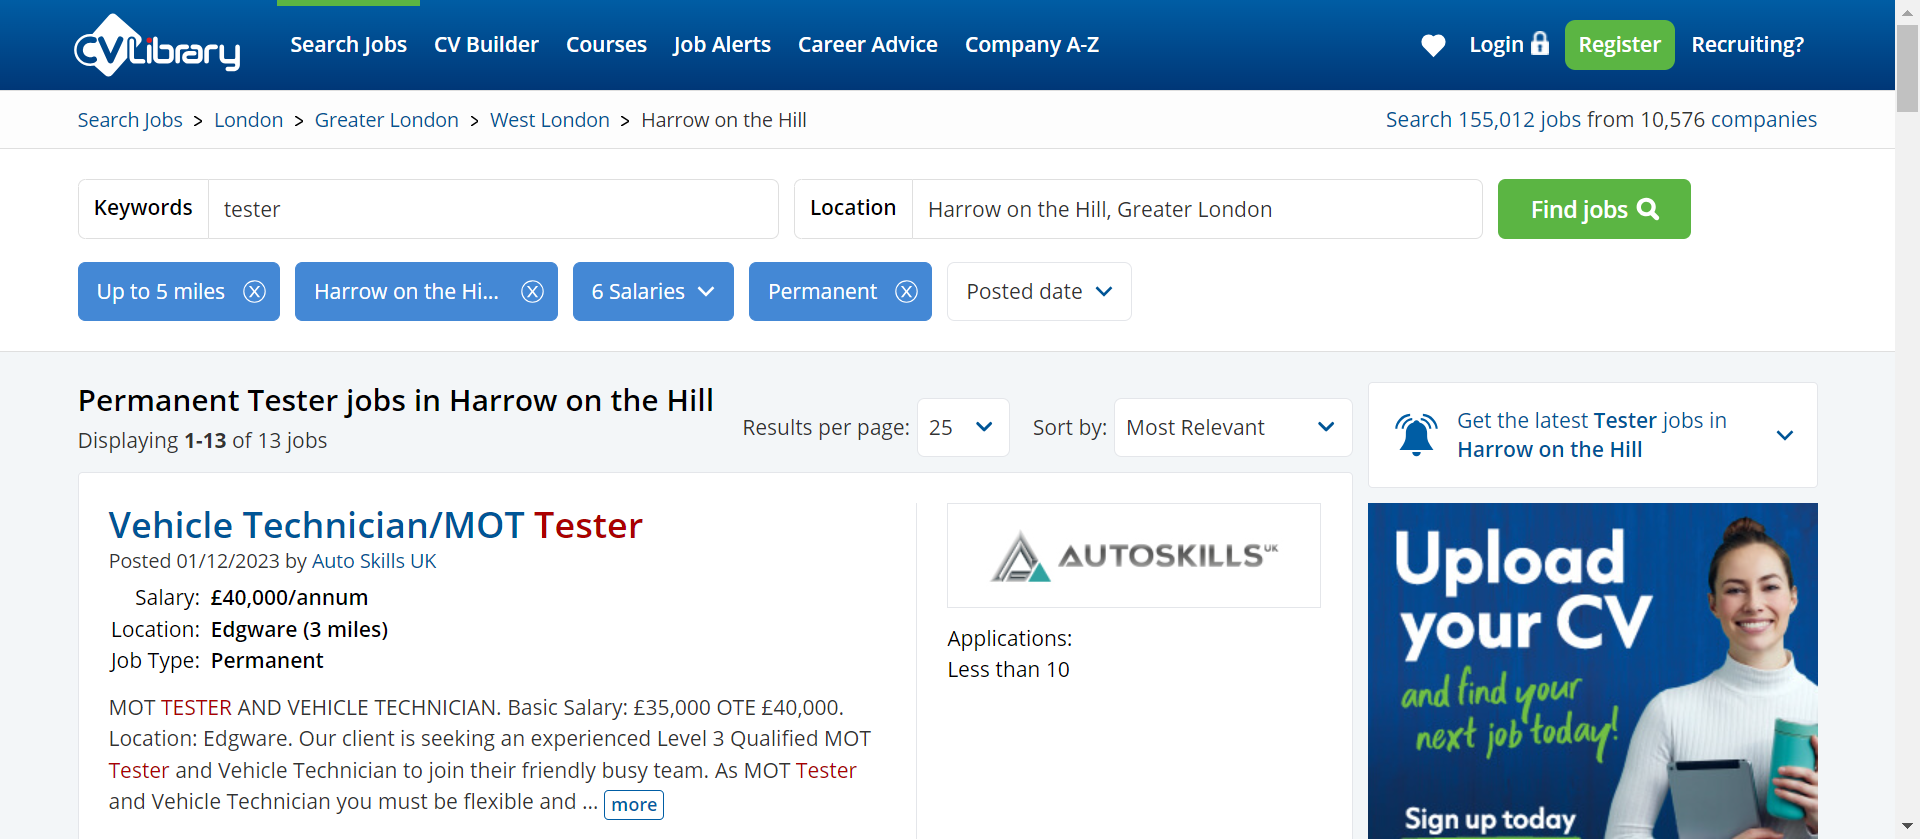 CVLibrary
Search Jobs CV Builder Courses Job Alerts Career Advice Company A-Z Login Register Recruiting?
Search Jobs > London > Greater London > West London > Harrow on the Hill
Search 155,012 jobs from 10,576 companies
Keywords tester
Location Harrow on the Hill, Greater London
Find jobs
Up to 5 miles Harrow on the Hi... 6 Salaries Permanent Posted date
Permanent Tester jobs in Harrow on the Hill
Displaying 1-13 of 13 jobs
Results per page: 25 Sort by: Most Relevant
Vehicle Technician/MOT Tester
Posted 01/12/2023 by Auto Skills UK
Salary: £40,000/annum
Location: Edgware (3 miles)
Job Type: Permanent
MOT TESTER AND VEHICLE TECHNICIAN. Basic Salary: £35,000 OTE £40,000.
Location: Edgware. Our client is seeking an experienced Level 3 Qualified MOT
Tester and Vehicle Technician to join their friendly busy team. As MOT Tester
and Vehicle Technician you must be flexible and ... more
AUTOSKILLS UK
Applications:
Less than 10
Get the latest Tester jobs in
Harrow on the Hill
Upload
your CV
and find your
next job today!
Sign up today